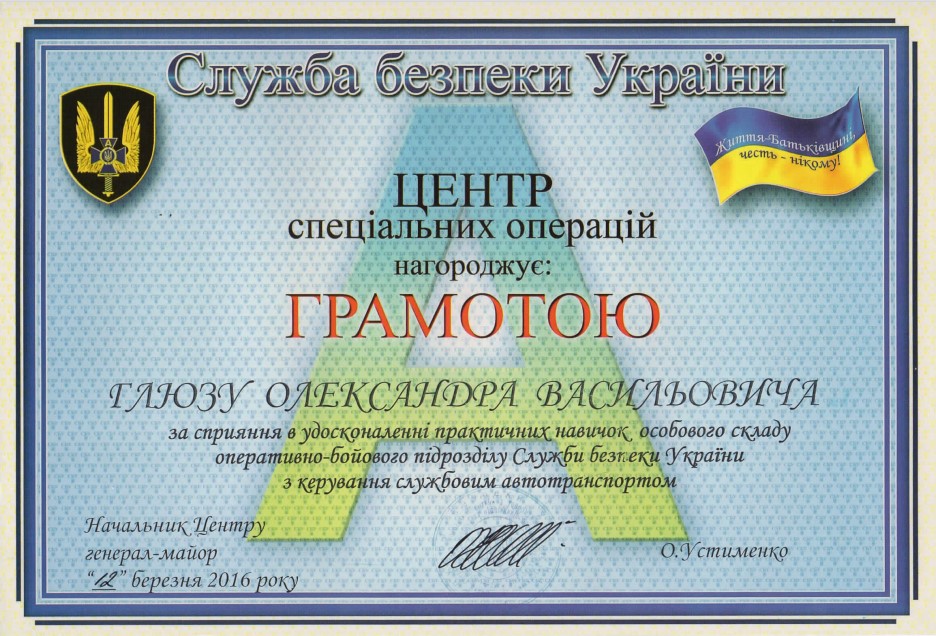 Служба безпеки України
Життя-Батьківщині,
честь - нікому!
А
ЦЕНТР
спеціальних операцій
нагороджує:
ГРАМОТОЮ
ГЛЮЗУ ОЛЕКСАНДРА ВАСИЛЬОВИЧА
за сприяння в удосконаленні практичних навичок особового складу
оперативно-бойового підрозділу Служби безпеки України
з керування службовим автотранспортом
Начальник Центру
генерал-майор
О.Устименко
“12” березня 2016 року